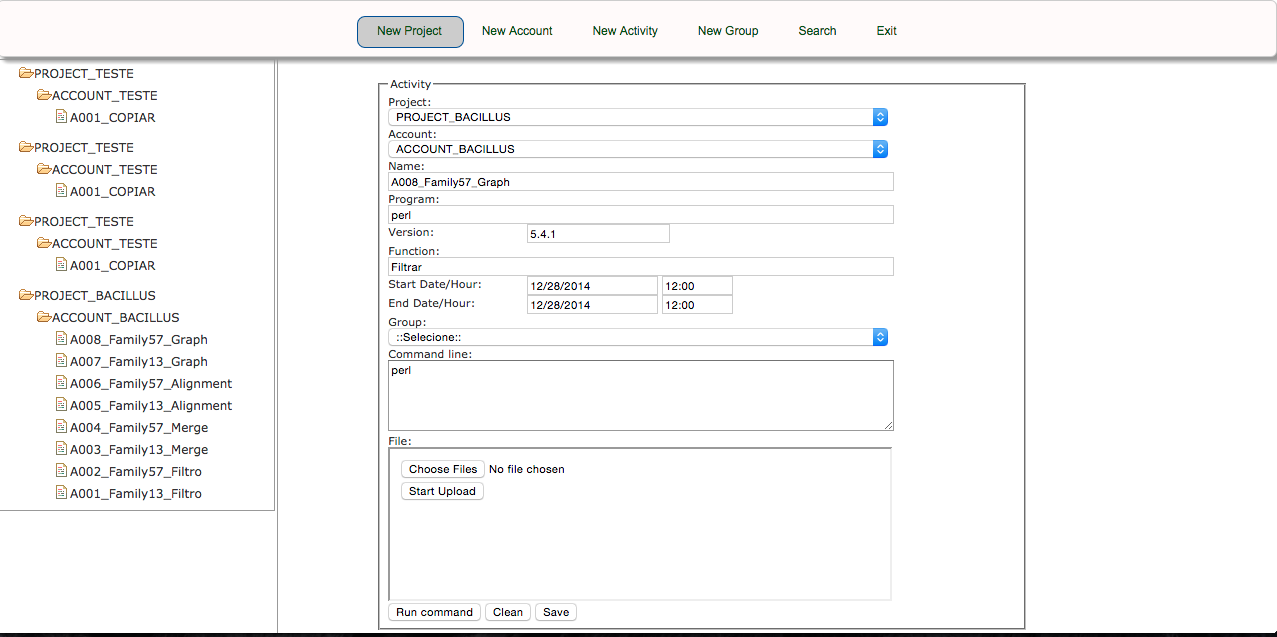 New Project New Account New Activity New Group Search Exit
PROJECT_TESTE
ACCOUNT_TESTE
A001_COPIAR
PROJECT_TESTE
ACCOUNT_TESTE
A001_COPIAR
PROJECT_TESTE
ACCOUNT_TESTE
A001_COPIAR
PROJECT_BACILLUS
ACCOUNT_BACILLUS
A008_Family57_Graph
A007_Family13_Graph
A006_Family57_Alignment
A005_Family13_Alignment
A004_Family57_Merge
A003_Family13_Merge
A002_Family57_Filtro
A001_Family13_Filtro
Activity
Project:
PROJECT_BACILLUS
Account:
ACCOUNT_BACILLUS
Name:
A008_Family57_Graph
Program:
perl
Version: 5.4.1
Function:
Filtrar
Start Date/Hour: 12/28/2014 12:00
End Date/Hour: 12/28/2014 12:00
Group:
::Selecione::
Command line:
perl
File:
Choose Files No file chosen
Start Upload
Run command Clean Save